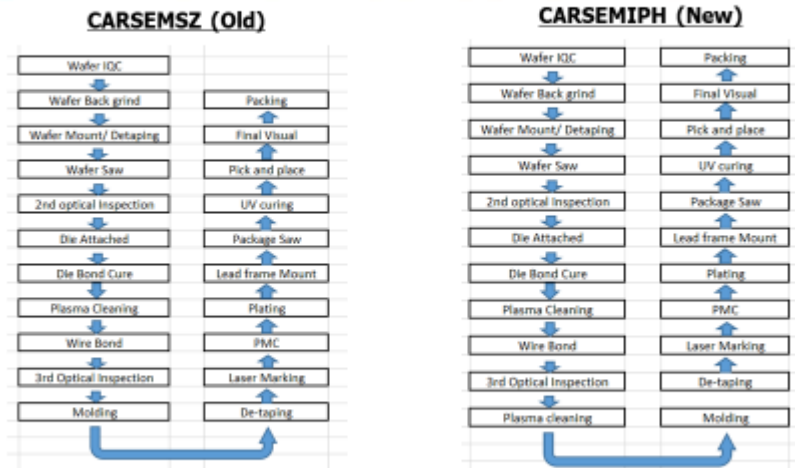 CARSEMSZ (Old)
Wafer IQC
Wafer Back grind
Wafer Mount/ Detaping
Wafer Saw
2nd optical Inspection
Die Attached
Die Bond Cure
Plasma Cleaning
Wire Bond
3rd Optical Inspection
Molding
De-taping
Laser Marking
PMC
Plating
Lead frame Mount
Package Saw
UV curing
Pick and place
Final Visual
Packing
CARSEMIPH (New)
Wafer IQC
Wafer Back grind
Wafer Mount/ Detaping
Wafer Saw
2nd optical Inspection
Die Attached
Die Bond Cure
Plasma Cleaning
Wire Bond
3rd Optical Inspection
Plasma cleaning
Molding
De-taping
Laser Marking
PMC
Plating
Lead frame Mount
Package Saw
UV curing
Pick and place
Final Visual
Packing